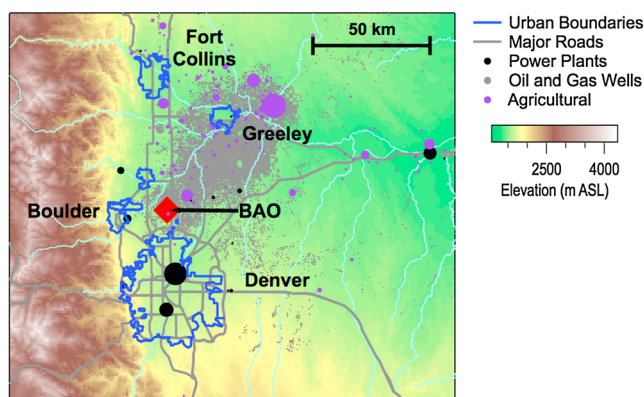 Fort
Collins
50 km
Greeley
Boulder
BAO
Denver
Urban Boundaries
Major Roads
Power Plants
Oil and Gas Wells
Agricultural
2500 4000
Elevation (m ASL)